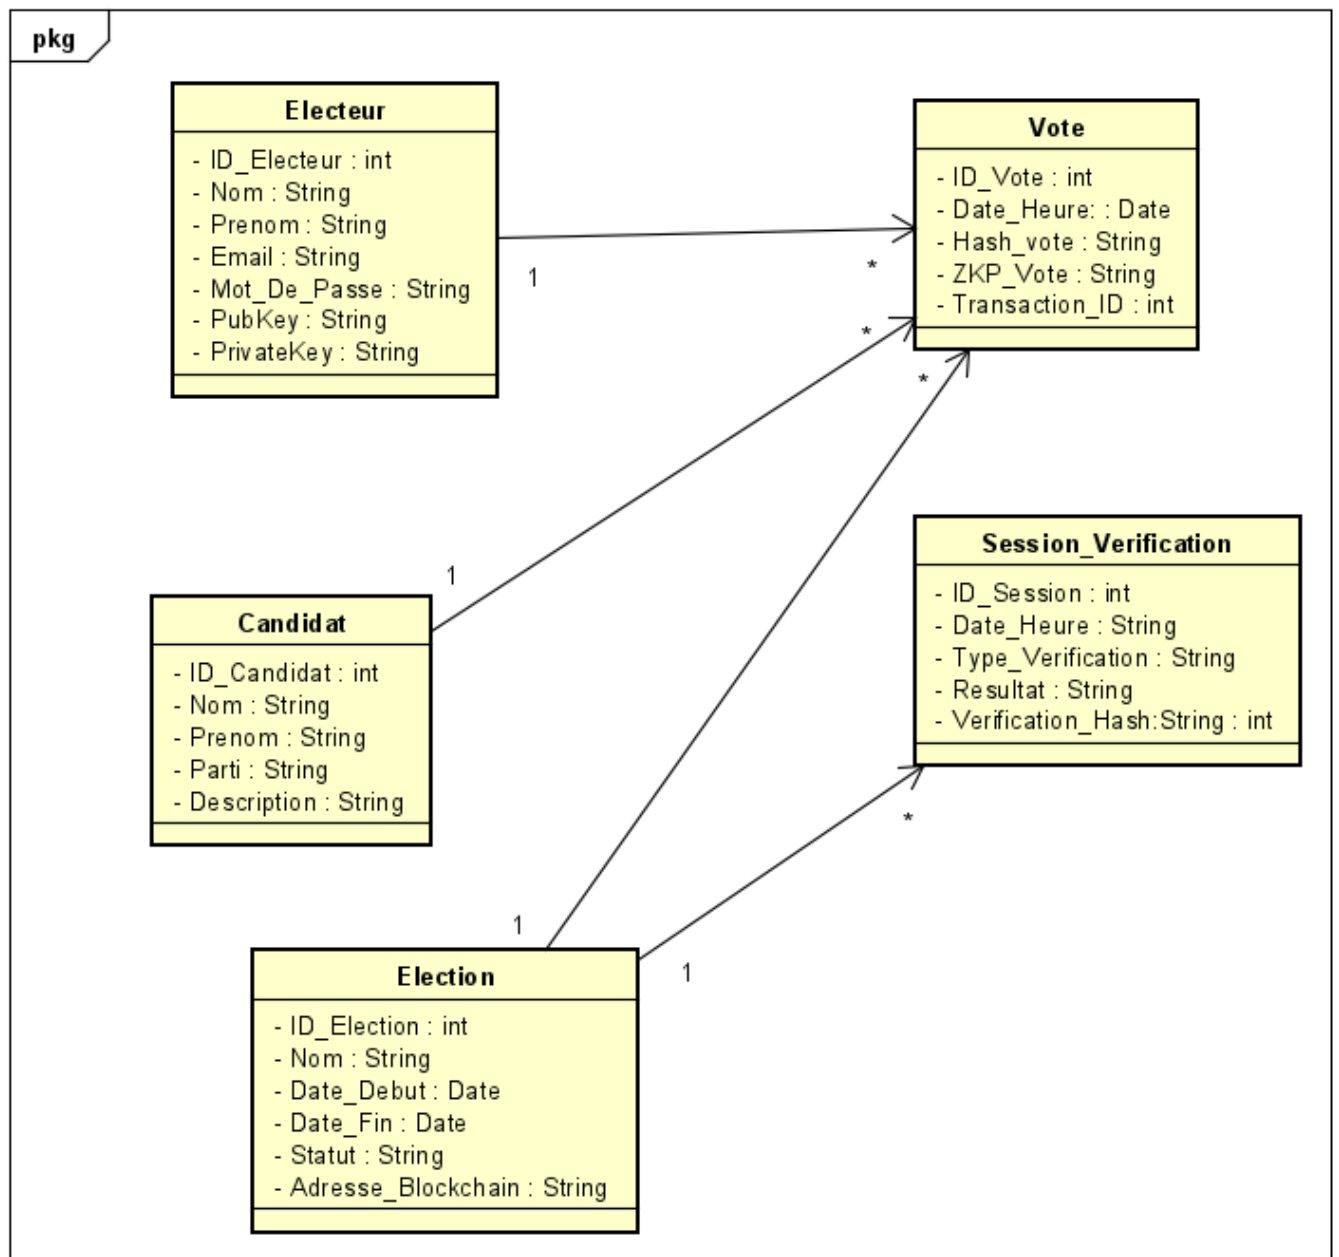 pkg
Electeur
- ID_Electeur : int
- Nom : String
- Prenom : String
- Email : String
- Mot_De_Passe : String
- PubKey : String
- PrivateKey : String
Vote
- ID_Vote : int
- Date_Heure: : Date
- Hash_vote : String
- ZKP_Vote : String
- Transaction_ID : int
1
*
*
*
1
Candidat
- ID_Candidat : int
- Nom : String
- Prenom : String
- Parti : String
- Description : String
Session_Verification
- ID_Session : int
- Date_Heure : String
- Type_Verification : String
- Resultat : String
- Verification_Hash:String : int
*
1
1
Election
- ID_Election : int
- Nom : String
- Date_Debut : Date
- Date_Fin : Date
- Statut : String
- Adresse_Blockchain : String